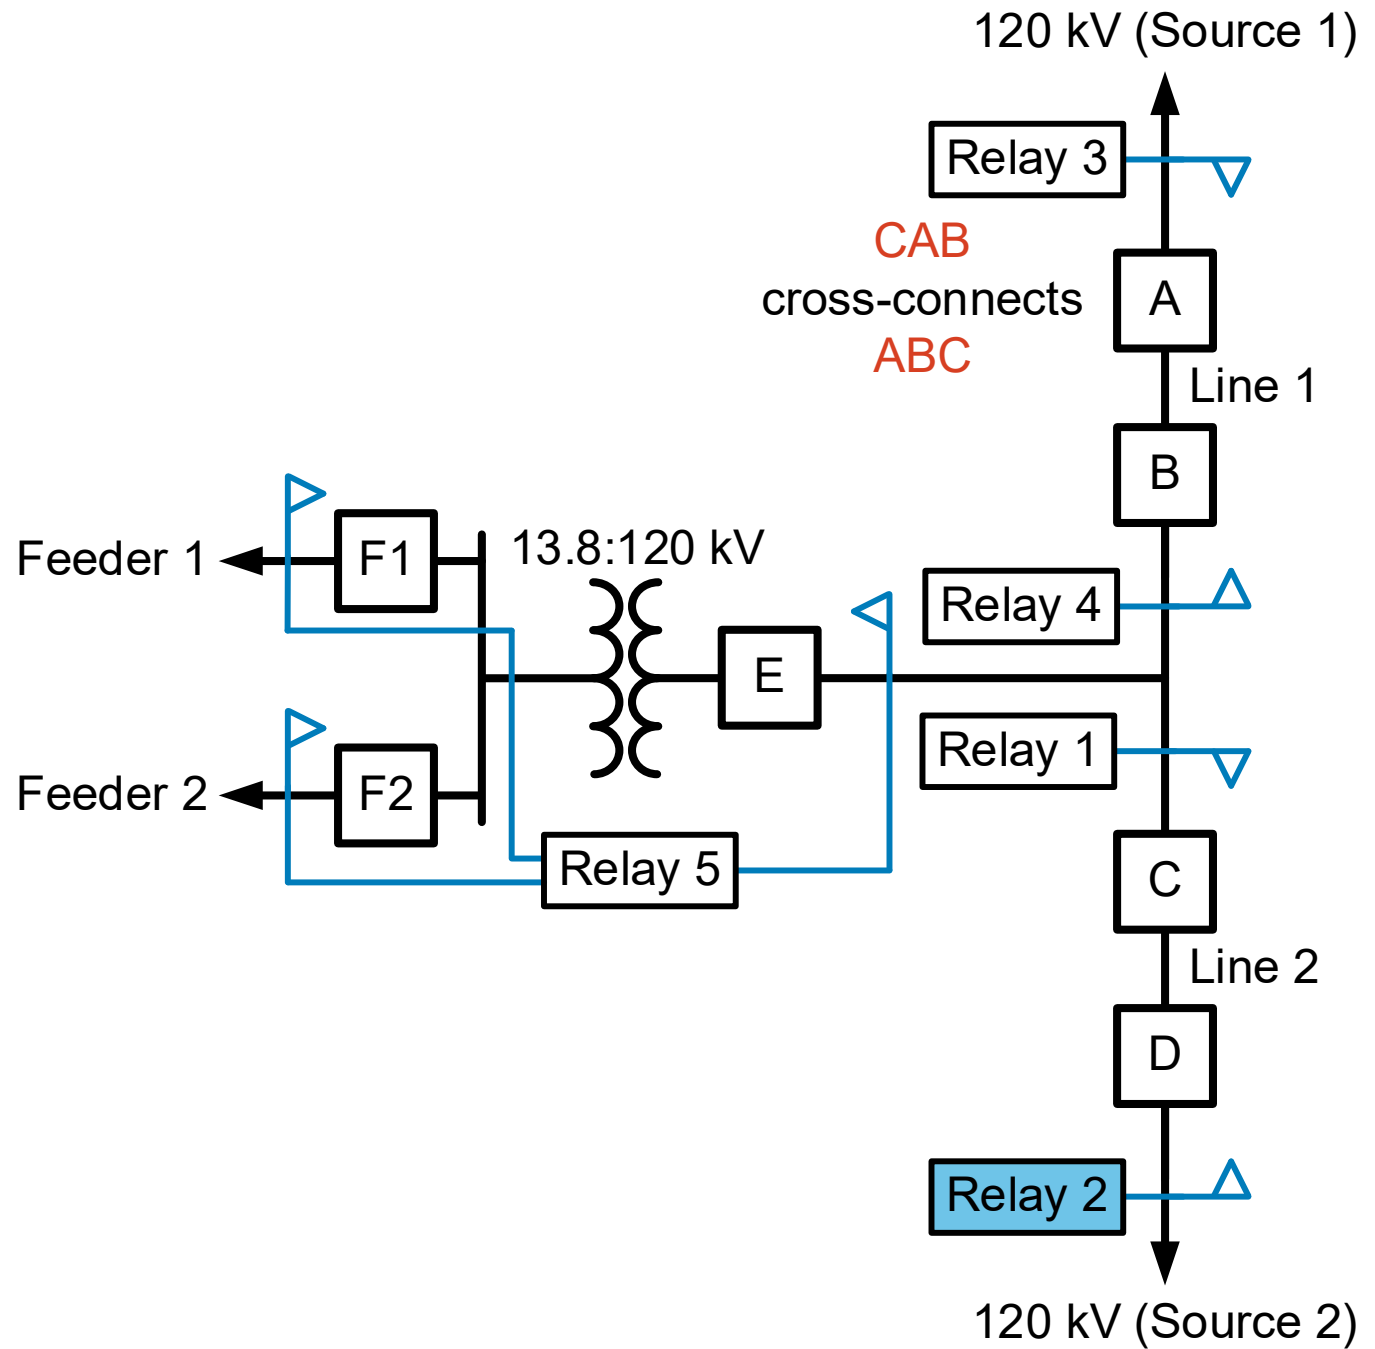 120 kV (Source 1)
Relay 3
CAB
cross-connects
ABC
A
Line 1
B
Feeder 1
F1
13.8:120 kV
Relay 4
E
Relay 1
Feeder 2
F2
Relay 5
C
Line 2
D
Relay 2
120 kV (Source 2)